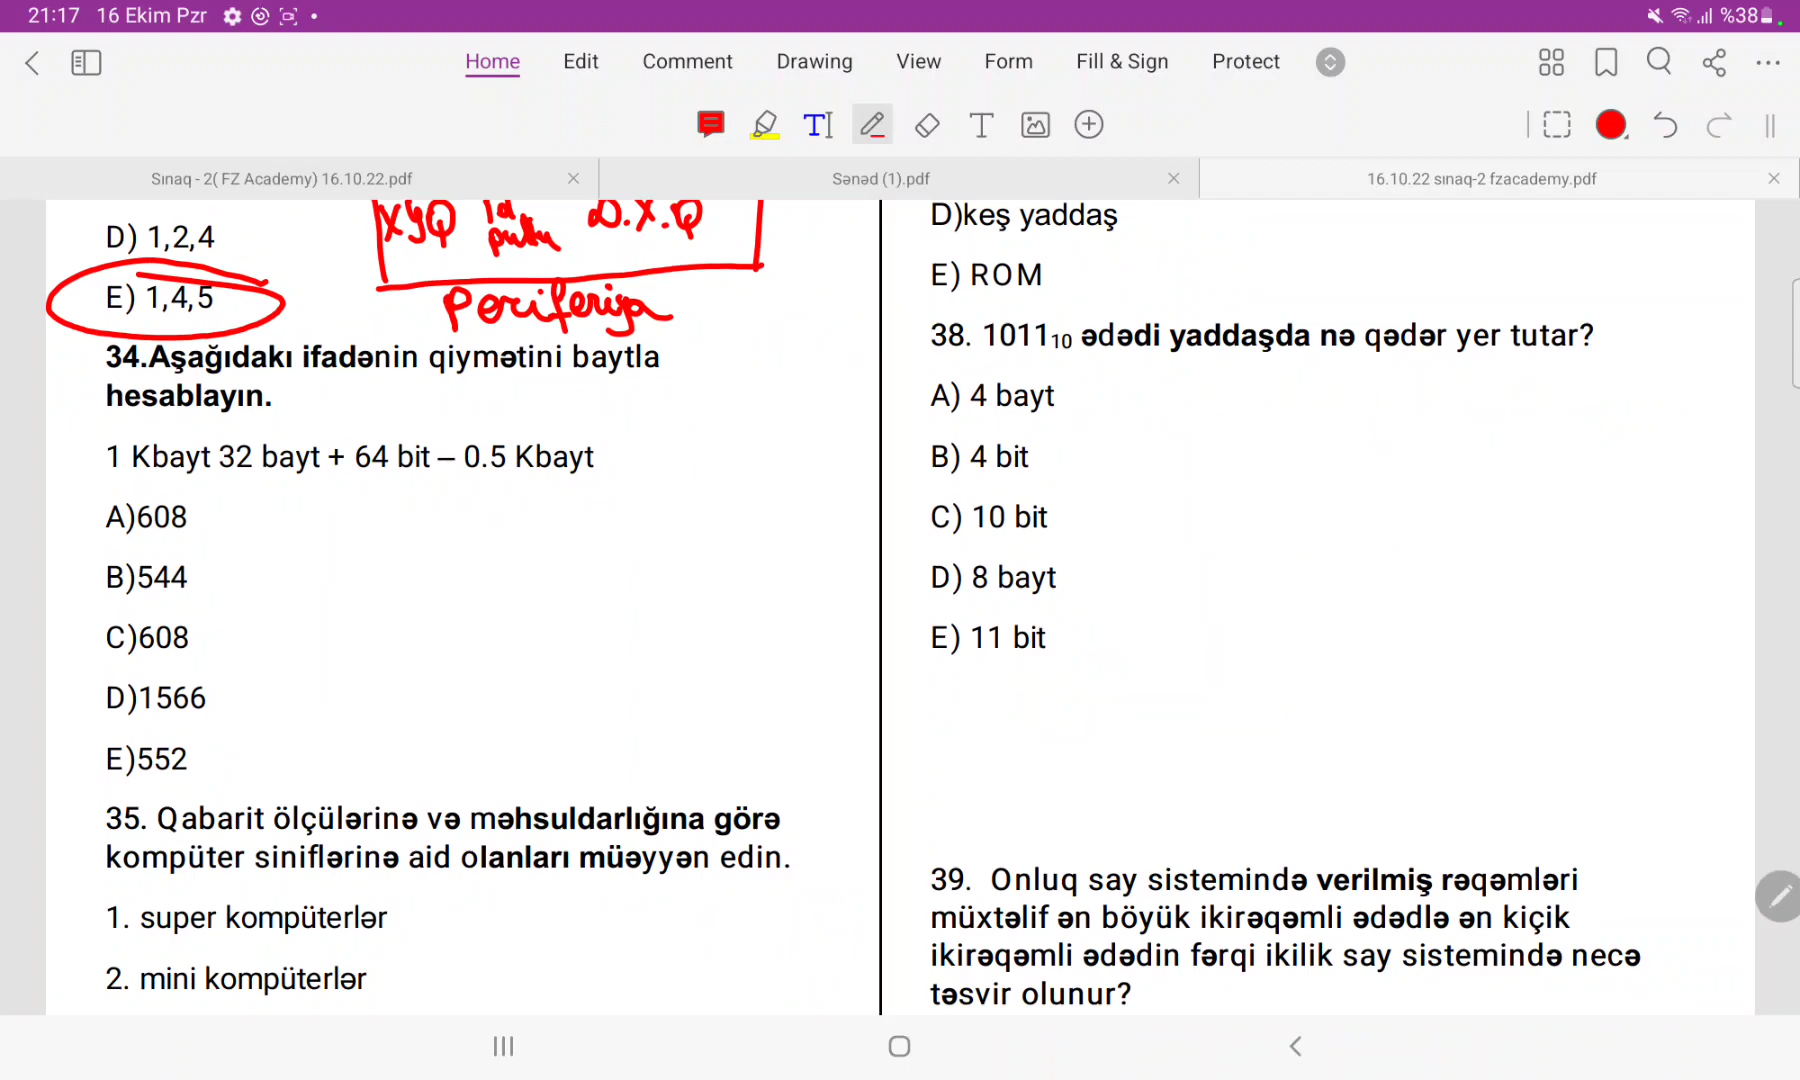 21:17 16 Ekim Pzr
%38
Home Edit Comment Drawing View Form Fill & Sign Protect
Sınaq - 2( FZ Academy) 16.10.22.pdf
Sənəd (1).pdf
16.10.22 sınaq-2 fzacademy.pdf
D) 1,2,4
E) 1,4,5
Periferiya
34.Aşağıdakı ifadənin qiymətini baytla
hesablayın.
1 Kbayt 32 bayt + 64 bit – 0.5 Kbayt
A)608
B)544
C)608
D)1566
E)552
35. Qabarit ölçülərinə və məhsuldarlığına görə
kompüter siniflərinə aid olanları müəyyən edin.
1. super kompüterlər
2. mini kompüterlər
D)keş yaddaş
E) ROM
38. 1011₁₀ ədədi yaddaşda nə qədər yer tutar?
A) 4 bayt
B) 4 bit
C) 10 bit
D) 8 bayt
E) 11 bit
39. Onluq say sistemində verilmiş rəqəmləri
müxtəlif ən böyük ikirəqəmli ədədlə ən kiçik
ikirəqəmli ədədin fərqi ikilik say sistemində necə
təsvir olunur?